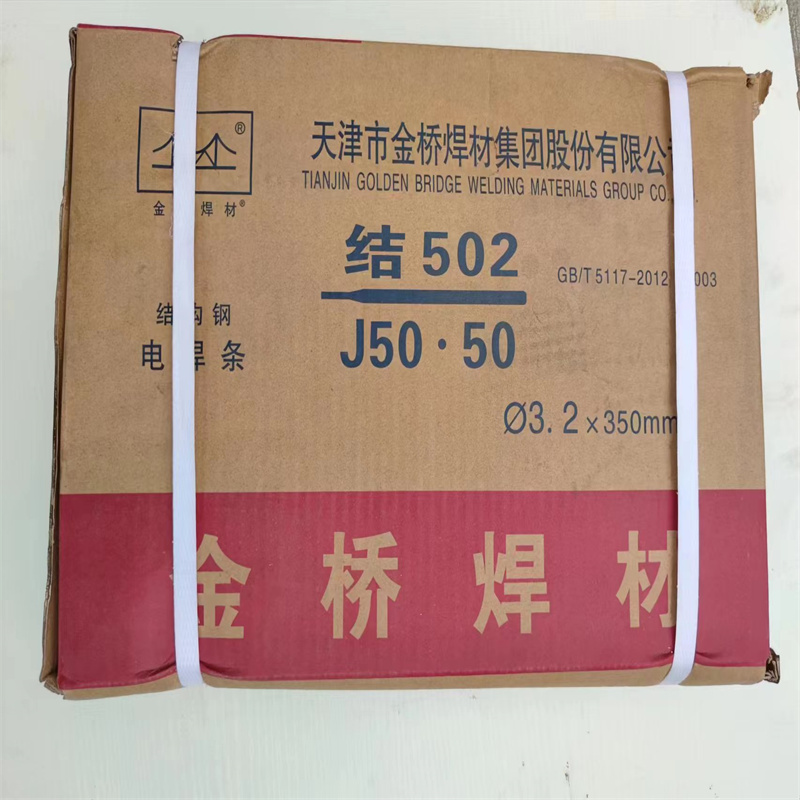 金桥焊材®
天津市金桥焊材集团股份有限公
TIANJIN GOLDEN BRIDGE WELDING MATERIALS GROUP CO.,
结502
J50·50
GB/T 5117-2012 003
结构钢
电焊条
Ø3.2×350mm
金桥焊材